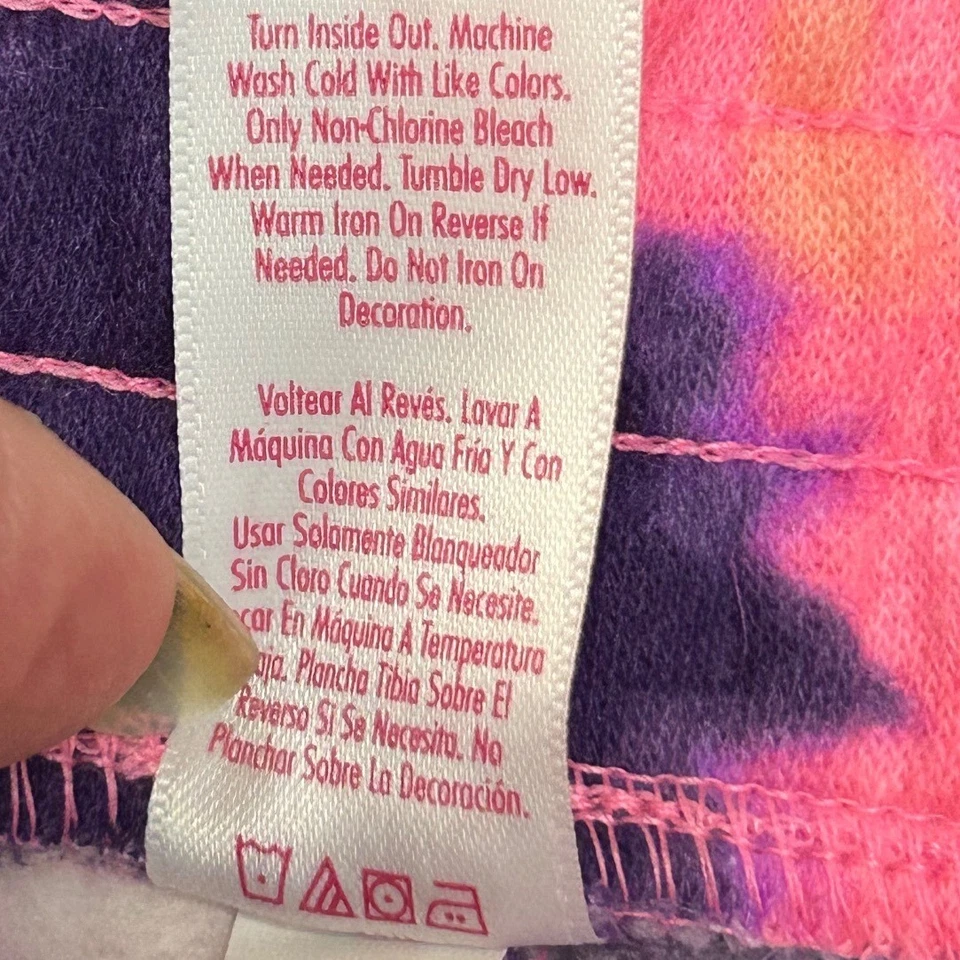 Turn Inside Out. Machine
Wash Cold With Like Colors.
Only Non-Chlorine Bleach
When Needed. Tumble Dry Low.
Warm Iron On Reverse If
Needed. Do Not Iron On
Decoration.
Voltear Al Revés. Lavar A
Máquina Con Agua Fría Y Con
Colores Similares.
Usar Solamente Blanqueador
Sin Cloro Cuando Se Necesite.
car En Máquina A Temperatura
aja. Plancha Tibia Sobre El
Reverso Si Se Necesita. No
Planchar Sobre La Decoración.